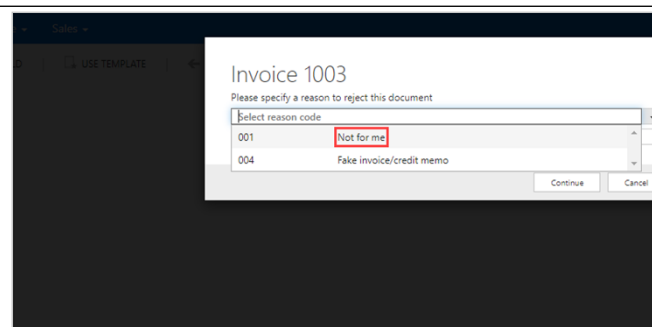 Sales
USE TEMPLATE
Invoice 1003
Please specify a reason to reject this document
Select reason code
001 Not for me
004 Fake invoice/credit memo
Continue Cancel